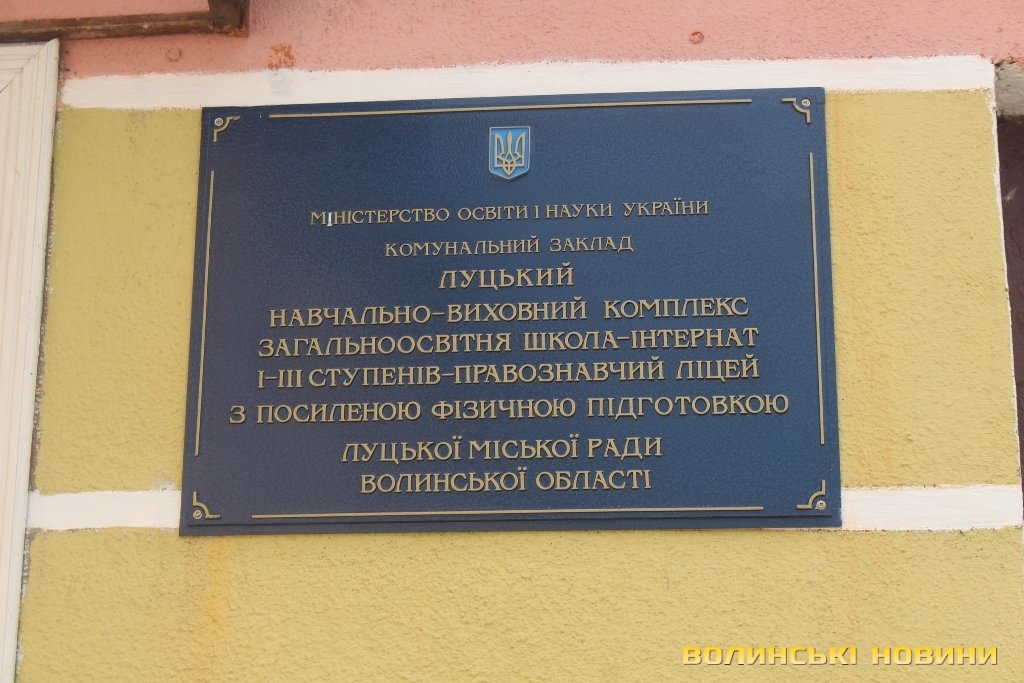 МІНІСТЕРСТВО ОСВІТИ І НАУКИ УКРАЇНИ
КОМУНАЛЬНИЙ ЗАКЛАД
ЛУЦЬКИЙ
НАВЧАЛЬНО-ВИХОВНИЙ КОМПЛЕКС
ЗАГАЛЬНООСВІТНЯ ШКОЛА-ІНТЕРНАТ
І-ІІІ СТУПЕНІВ-ПРАВОЗНАВЧИЙ ЛІЦЕЙ
З ПОСИЛЕНОЮ ФІЗИЧНОЮ ПІДГОТОВКОЮ
ЛУЦЬКОЇ МІСЬКОЇ РАДИ
ВОЛИНСЬКОЇ ОБЛАСТІ
ВОЛИНСЬКІ НОВИНИ